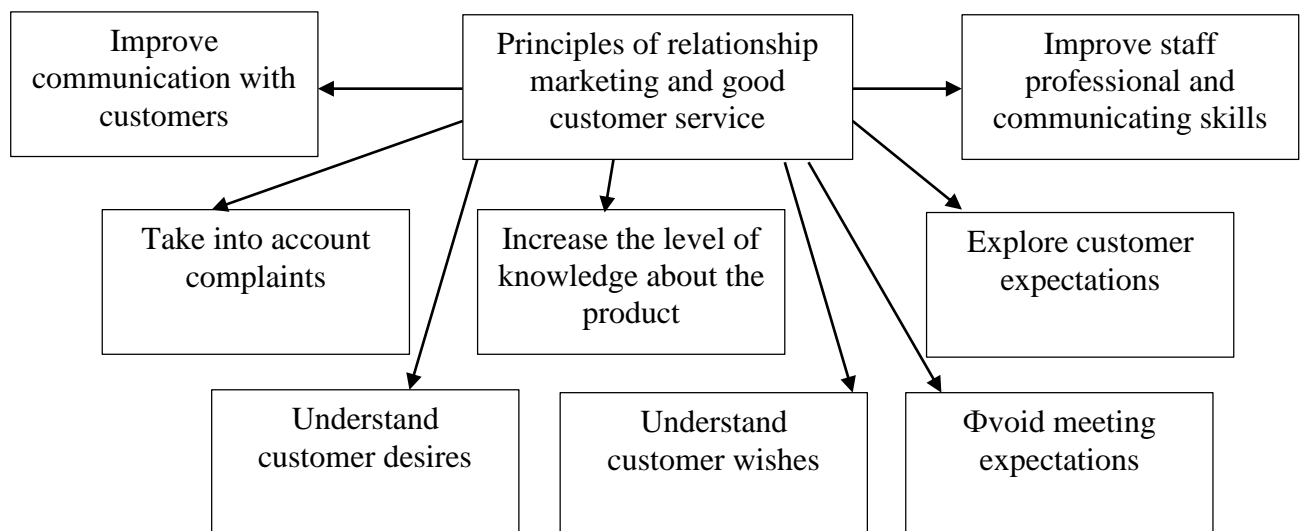 Improve
communication with
customers
Principles of relationship
marketing and good
customer service
Improve staff
professional and
communicating skills
Take into account
complaints
Increase the level of
knowledge about the
product
Explore customer
expectations
Understand
customer desires
Understand
customer wishes
Фvoid meeting
expectations